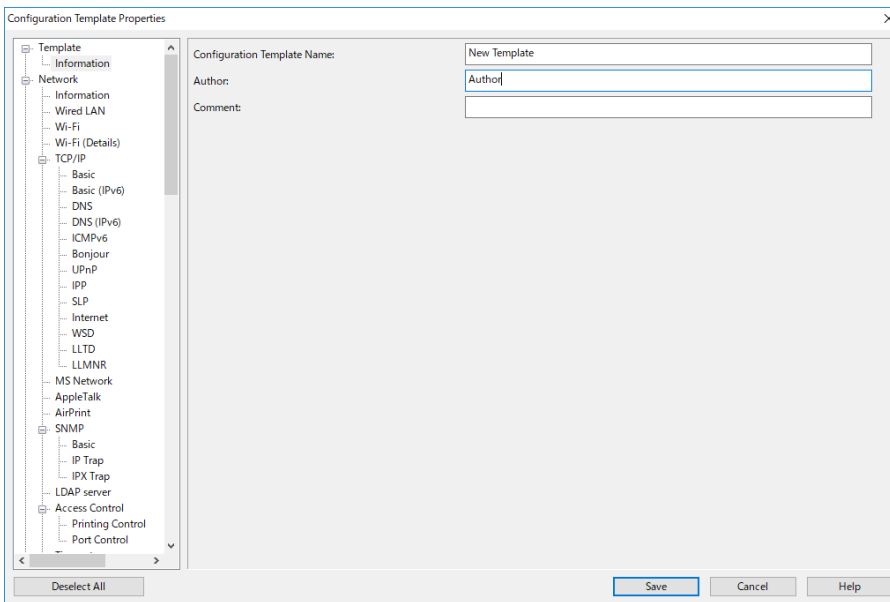 Configuration Template Properties
Template
Information
Network
Information
Wired LAN
Wi-Fi
Wi-Fi (Details)
TCP/IP
Basic
Basic (IPv6)
DNS
DNS (IPv6)
ICMPv6
Bonjour
UPnP
IPP
SLP
Internet
WSD
LLTD
LLMNR
MS Network
AppleTalk
AirPrint
SNMP
Basic
IP Trap
IPX Trap
LDAP server
Access Control
Printing Control
Port Control
Configuration Template Name: New Template
Author: Author
Comment:
Deselect All Save Cancel Help